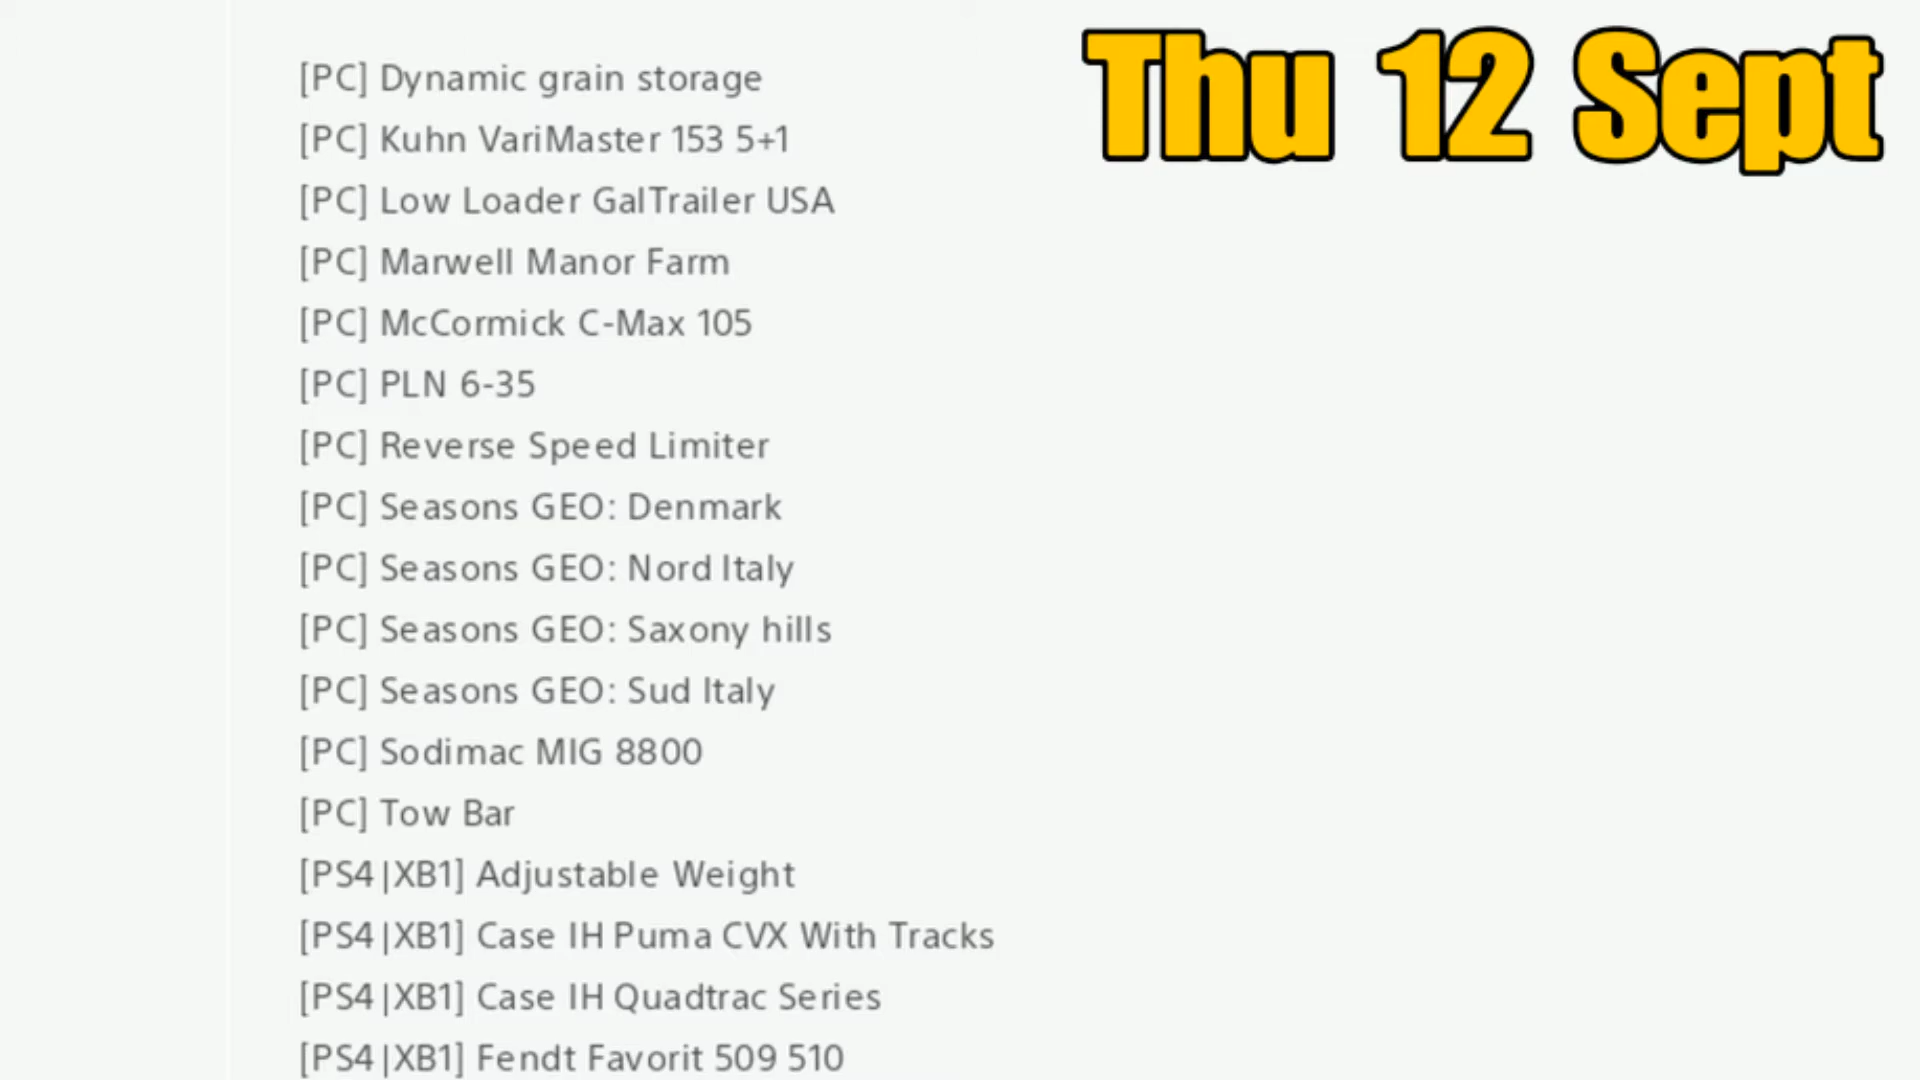 Thu 12 Sept
[PC] Dynamic grain storage
[PC] Kuhn VariMaster 153 5+1
[PC] Low Loader GalTrailer USA
[PC] Marwell Manor Farm
[PC] McCormick C-Max 105
[PC] PLN 6-35
[PC] Reverse Speed Limiter
[PC] Seasons GEO: Denmark
[PC] Seasons GEO: Nord Italy
[PC] Seasons GEO: Saxony hills
[PC] Seasons GEO: Sud Italy
[PC] Sodimac MIG 8800
[PC] Tow Bar
[PS4|XB1] Adjustable Weight
[PS4|XB1] Case IH Puma CVX With Tracks
[PS4|XB1] Case IH Quadtrac Series
[PS4|XB1] Fendt Favorit 509 510